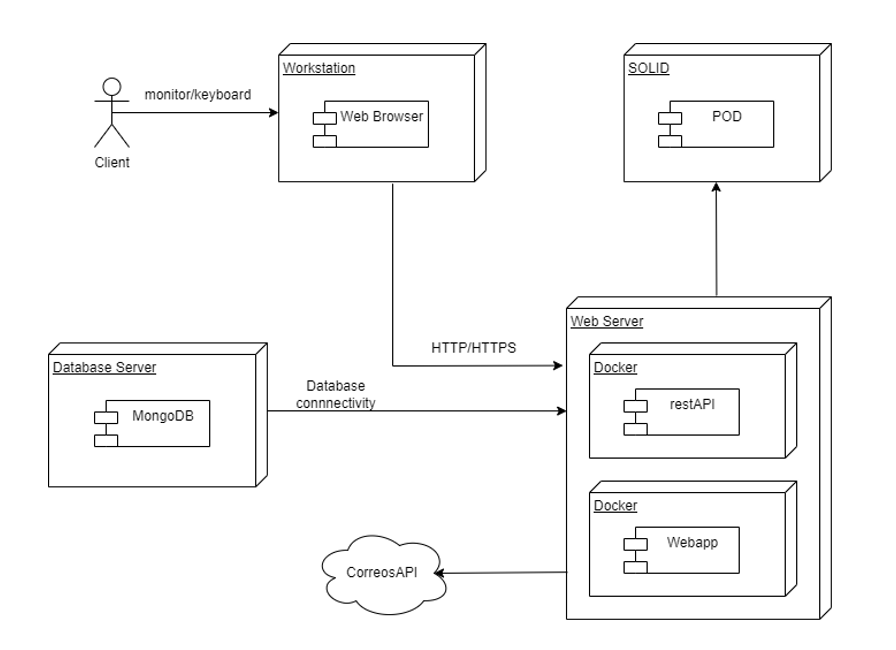 Workstation
SOLID
monitor/keyboard
Web Browser
POD
Client
Web Server
HTTP/HTTPS
Database Server
Docker
Database
connnectivity
restAPI
MongoDB
Docker
Webapp
CorreosAPI